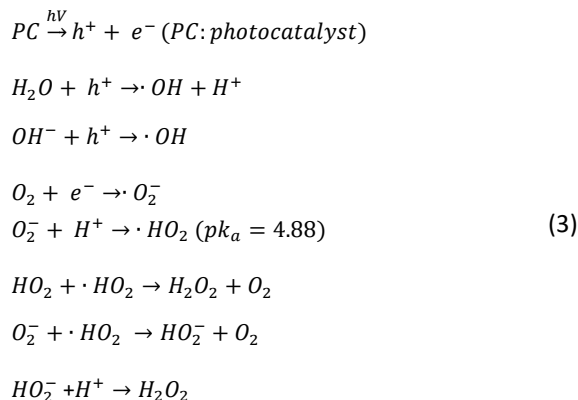 hV
PC → h⁺ + e⁻ (PC: photocatalyst)
H₂O + h⁺ →· OH + H⁺
OH⁻ + h⁺ → · OH
O₂ + e⁻ →· O₂⁻
O₂⁻ + H⁺ → · HO₂ (pkₐ = 4.88)
(3)
HO₂ + · HO₂ → H₂O₂ + O₂
O₂⁻ + · HO₂ → HO₂⁻ + O₂
HO₂⁻ +H⁺ → H₂O₂